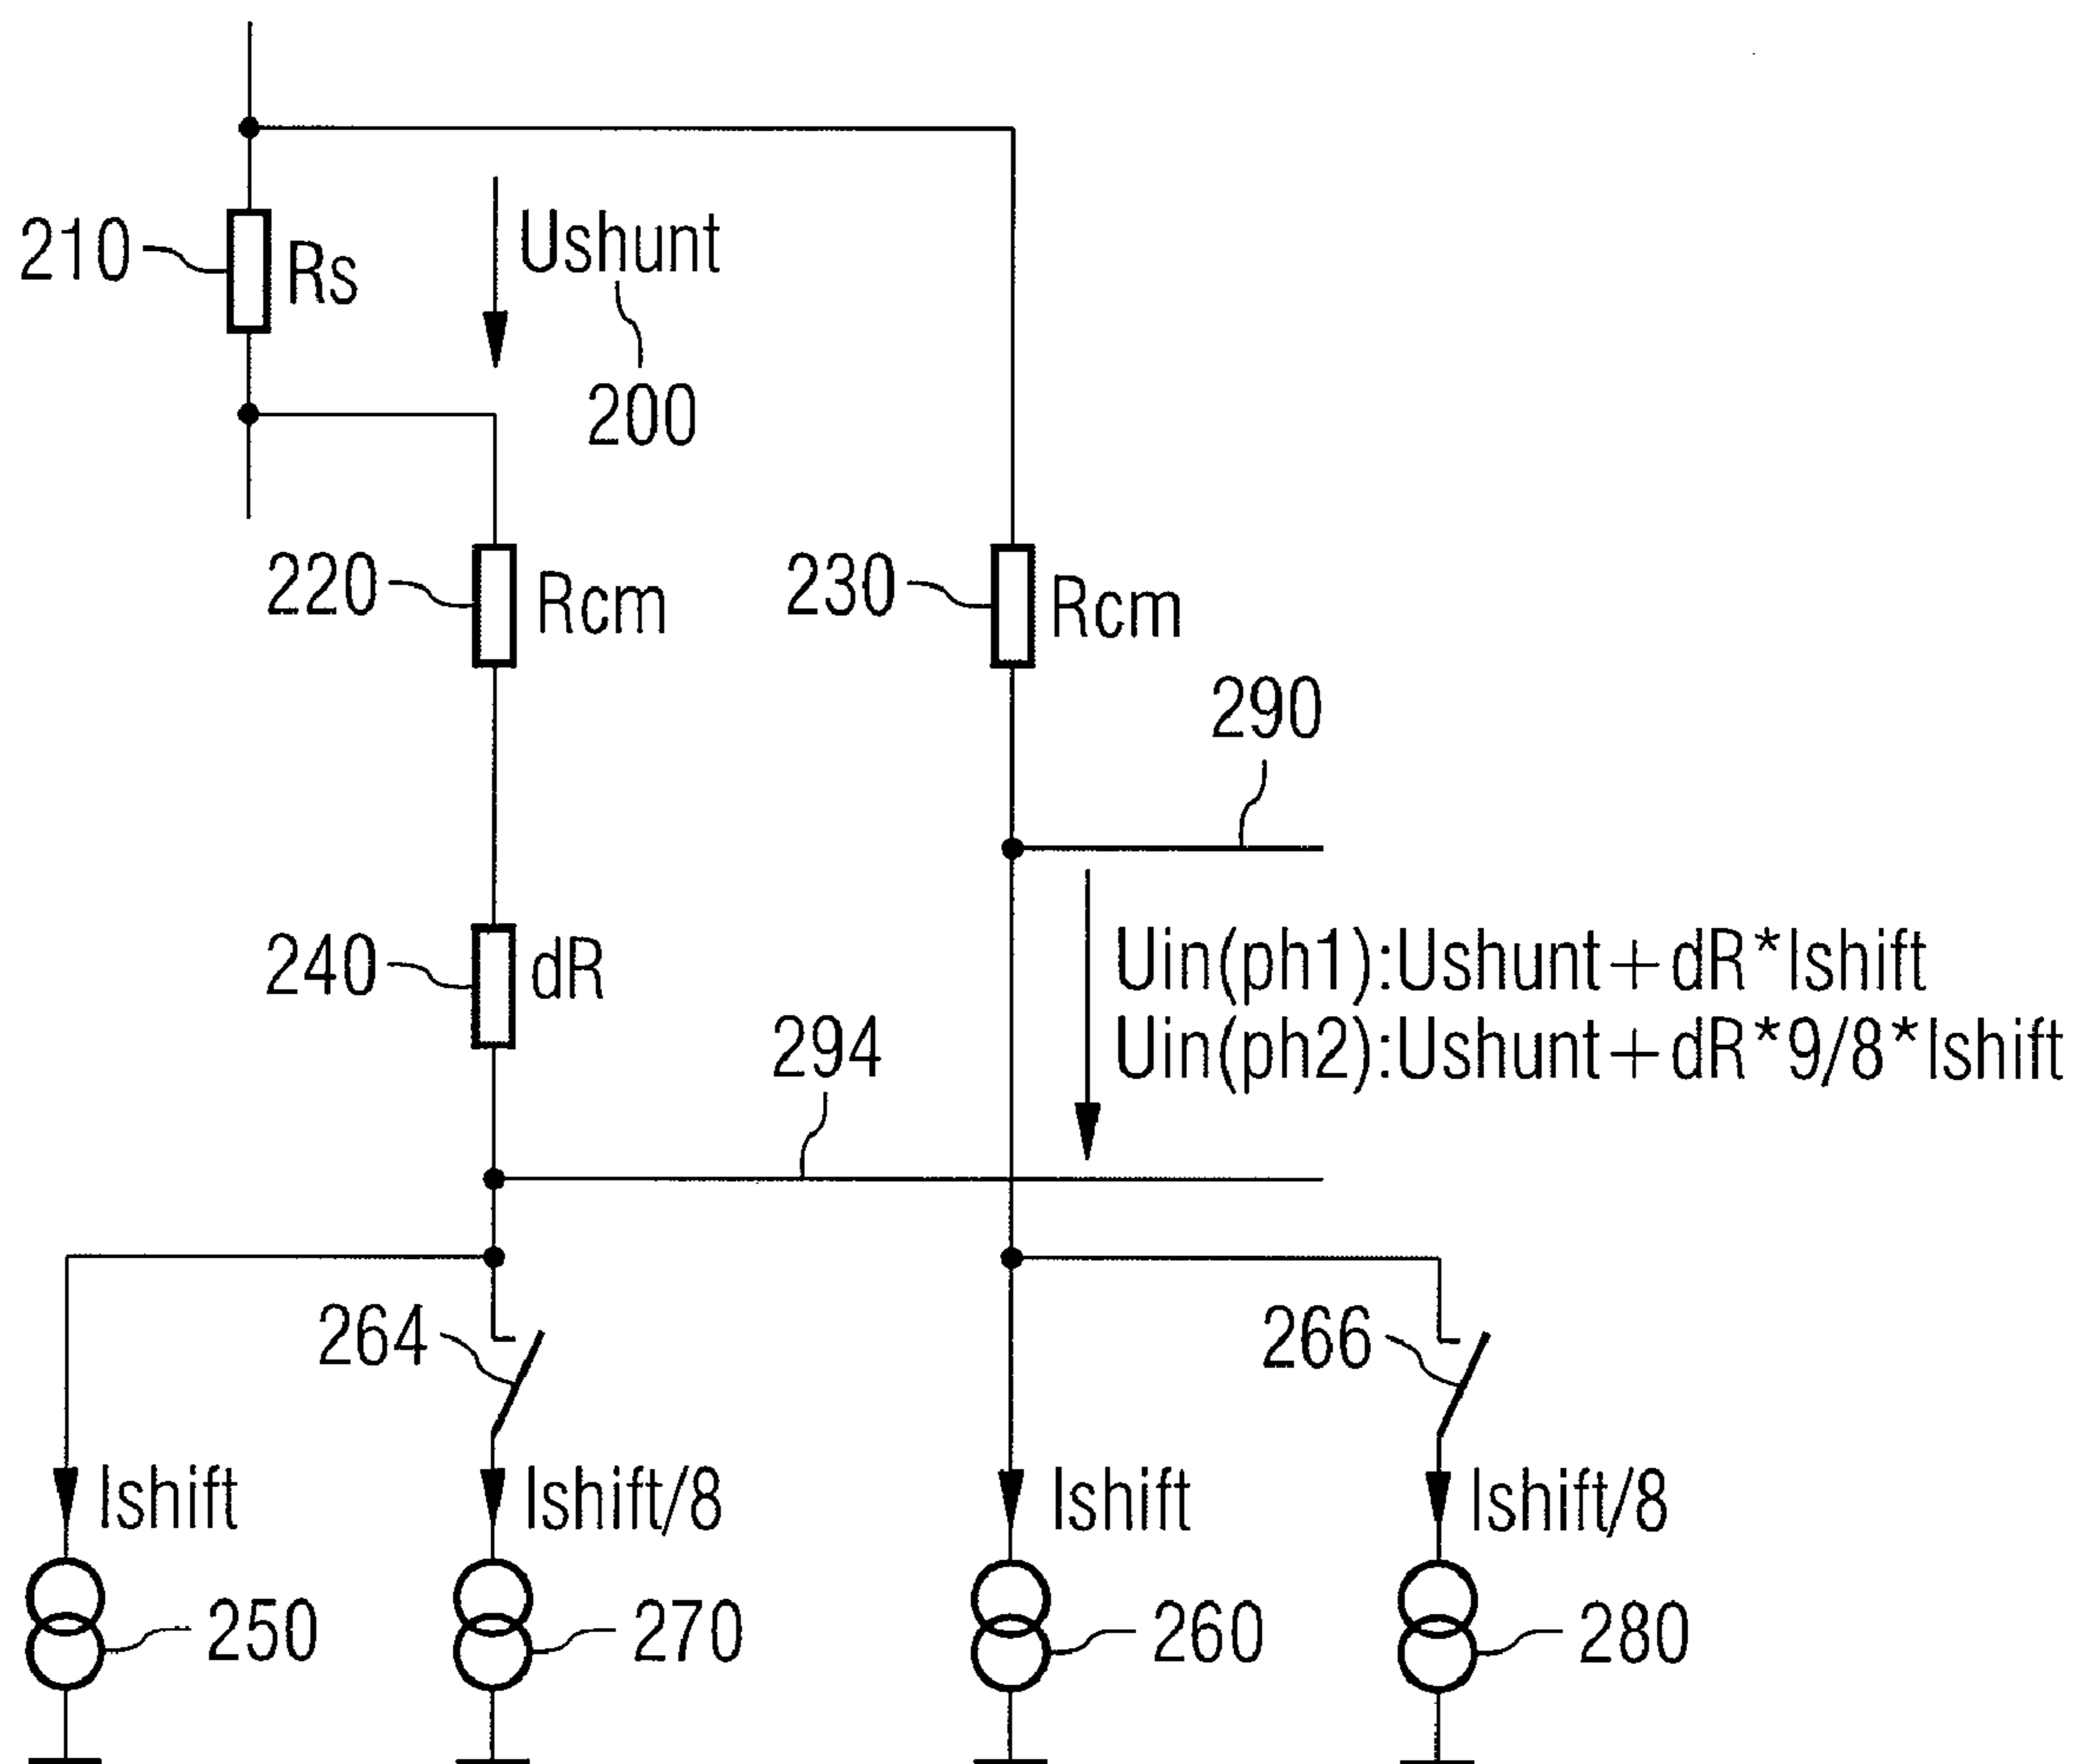 210
Rs
Ushunt
200
220
Rcm
230
Rcm
290
240
dR
Uin(ph1):Ushunt+dR*Ishift
Uin(ph2):Ushunt+dR*9/8*Ishift
294
264
266
Ishift
Ishift/8
Ishift
Ishift/8
250
270
260
280